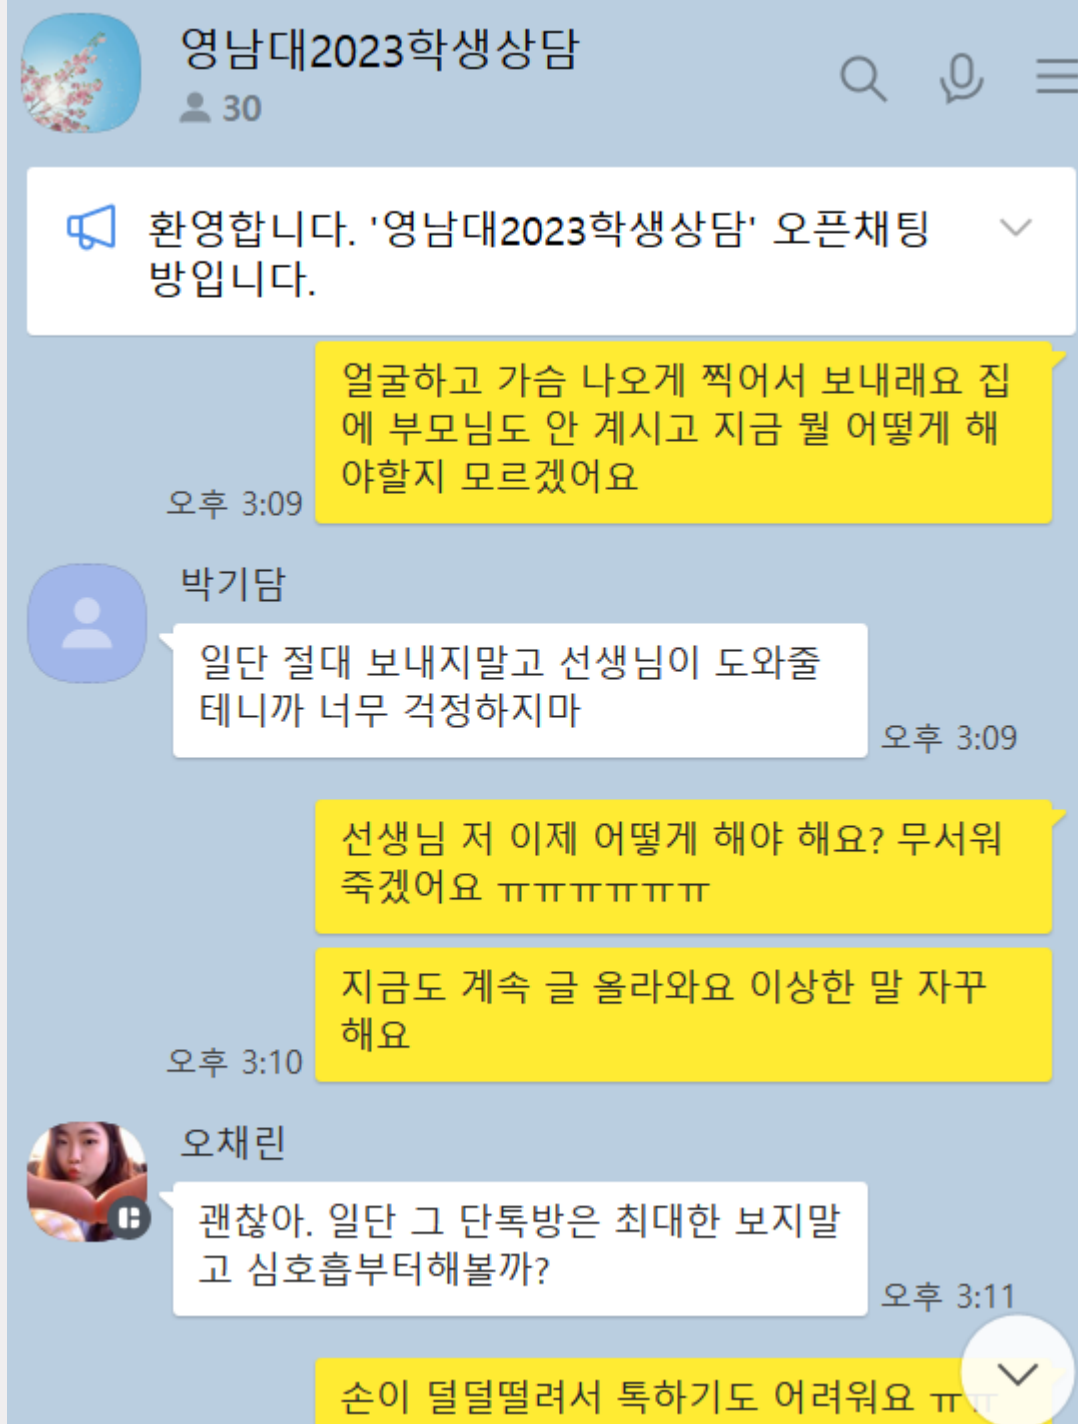 영남대2023학생상담
30
환영합니다. '영남대2023학생상담' 오픈채팅
방입니다.
얼굴하고 가슴 나오게 찍어서 보내래요 집
에 부모님도 안 계시고 지금 뭘 어떻게 해
야할지 모르겠어요
오후 3:09
박기담
일단 절대 보내지말고 선생님이 도와줄
테니까 너무 걱정하지마
오후 3:09
선생님 저 이제 어떻게 해야 해요? 무서워
죽겠어요 ㅠㅠㅠㅠㅠㅠ
지금도 계속 글 올라와요 이상한 말 자꾸
해요
오후 3:10
오채린
괜찮아. 일단 그 단톡방은 최대한 보지말
고 심호흡부터해볼까?
오후 3:11
손이 덜덜떨려서 톡하기도 어려워요 ㅠㅠ